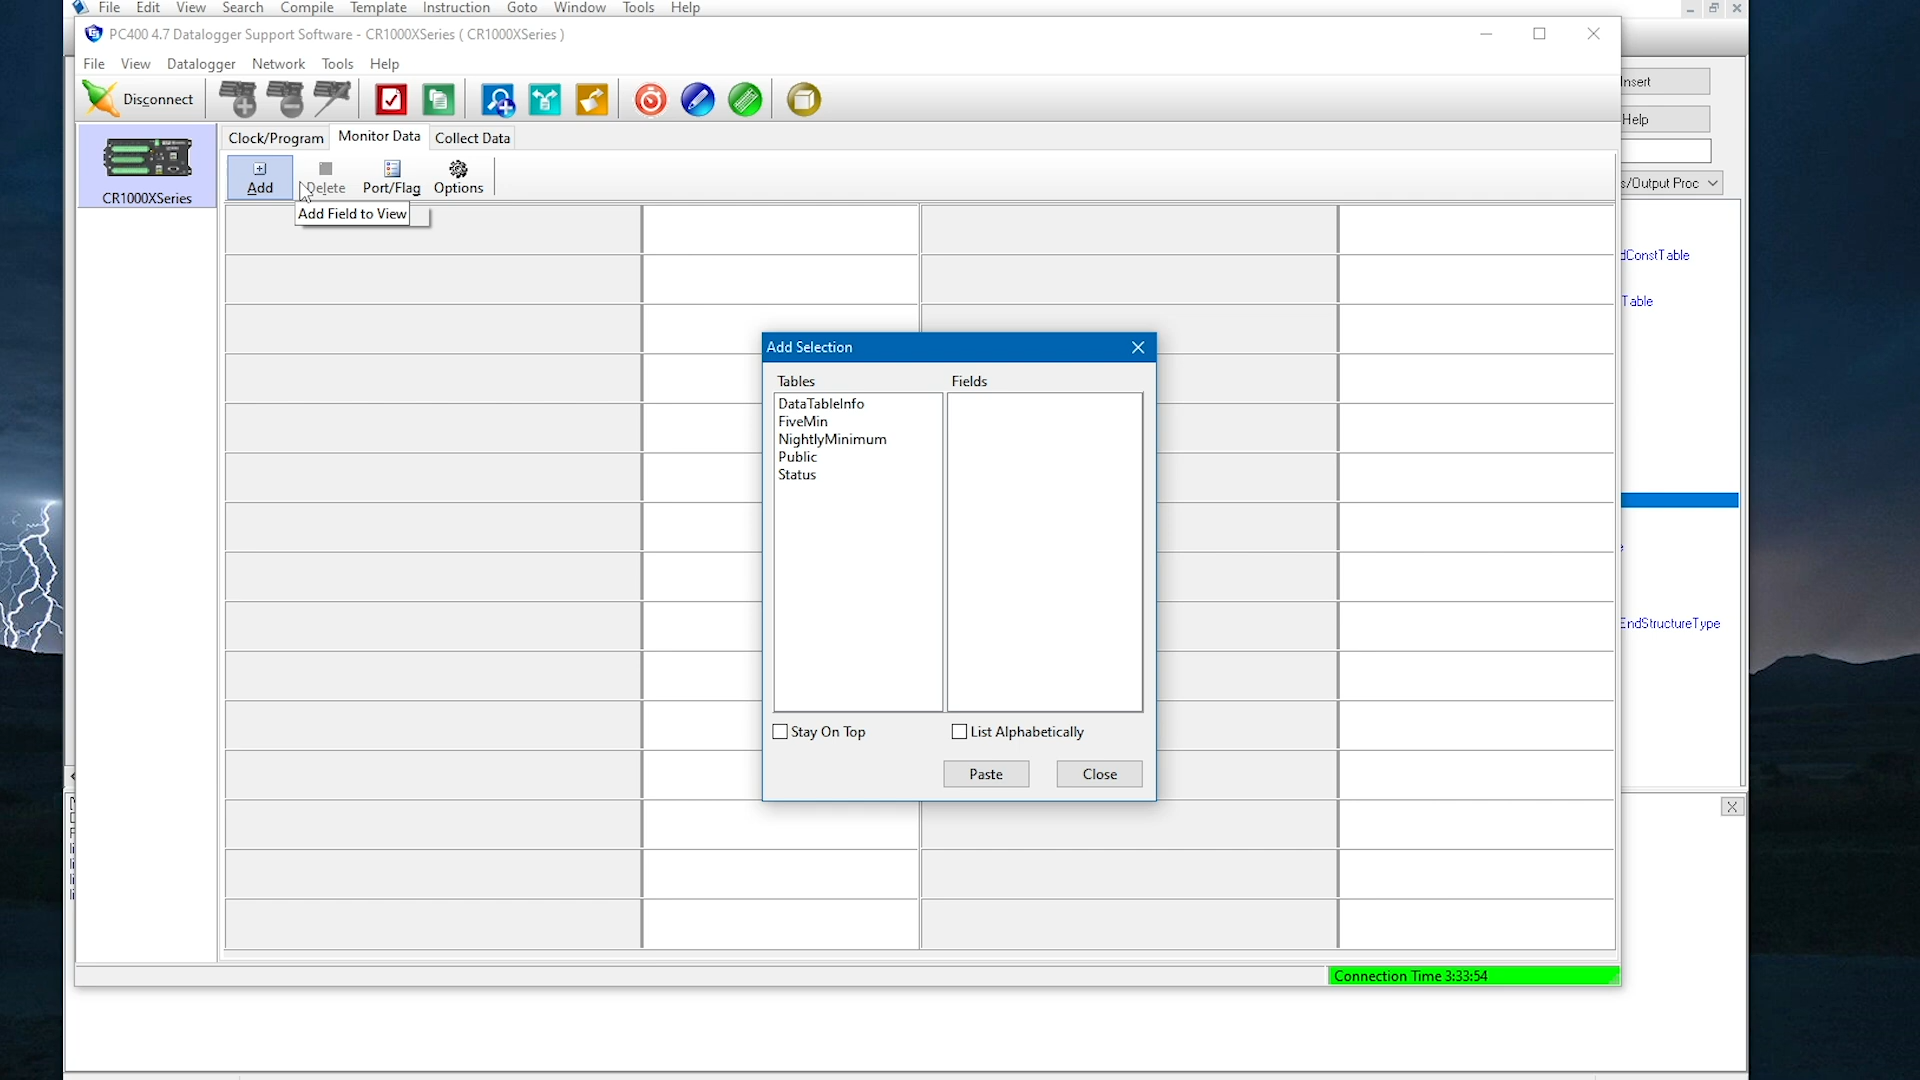 File Edit View Search Compile Template Instruction Goto Window Tools Help
PC400 4.7 Datalogger Support Software - CR1000XSeries ( CR1000XSeries )
File View Datalogger Network Tools Help
Insert
Disconnect
Help
Clock/Program Monitor Data Collect Data
Add Delete Port/Flag Options
s/Output Proc
CR1000XSeries
Add Field to View
dConstTable
Table
Add Selection
Tables Fields
DataTableInfo
FiveMin
NightlyMinimum
Public
Status
EndStructureType
Stay On Top List Alphabetically
Paste Close
X
Connection Time 3:33:54